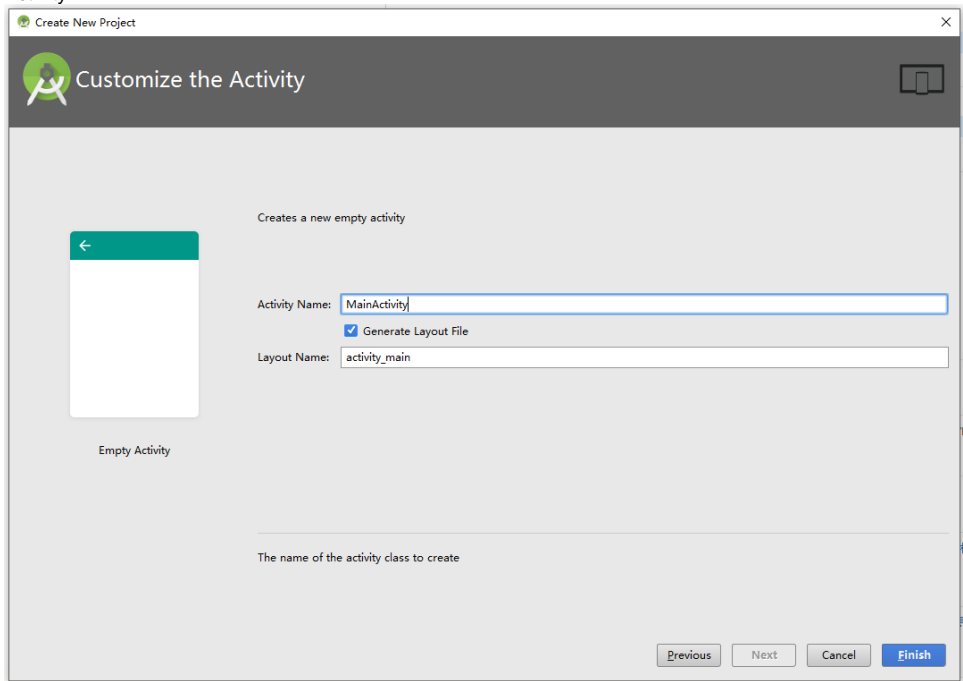 Create New Project
Customize the Activity
Creates a new empty activity
Activity Name: MainActivity
Generate Layout File
Layout Name: activity_main
Empty Activity
The name of the activity class to create
Previous Next Cancel Finish